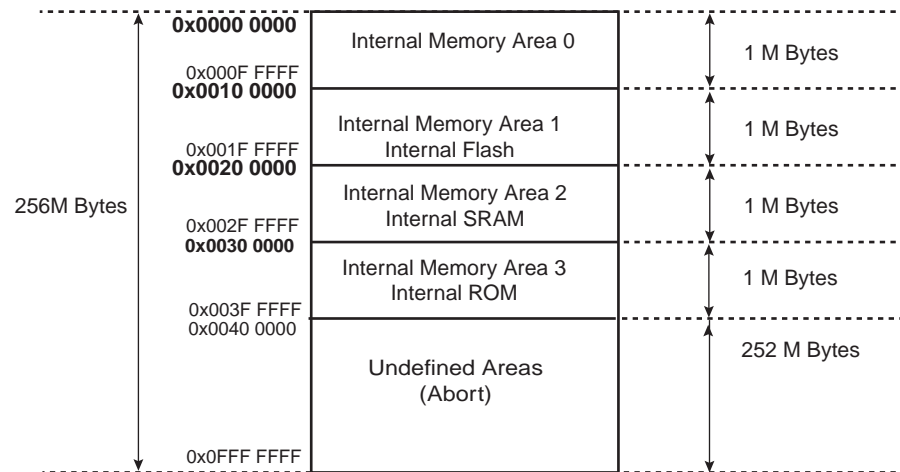 0x0000 0000
Internal Memory Area 0
1 M Bytes
0x000F FFFF
0x0010 0000
Internal Memory Area 1
Internal Flash
1 M Bytes
0x001F FFFF
0x0020 0000
256M Bytes
Internal Memory Area 2
Internal SRAM
1 M Bytes
0x002F FFFF
0x0030 0000
Internal Memory Area 3
Internal ROM
1 M Bytes
0x003F FFFF
0x0040 0000
252 M Bytes
Undefined Areas
(Abort)
0x0FFF FFFF